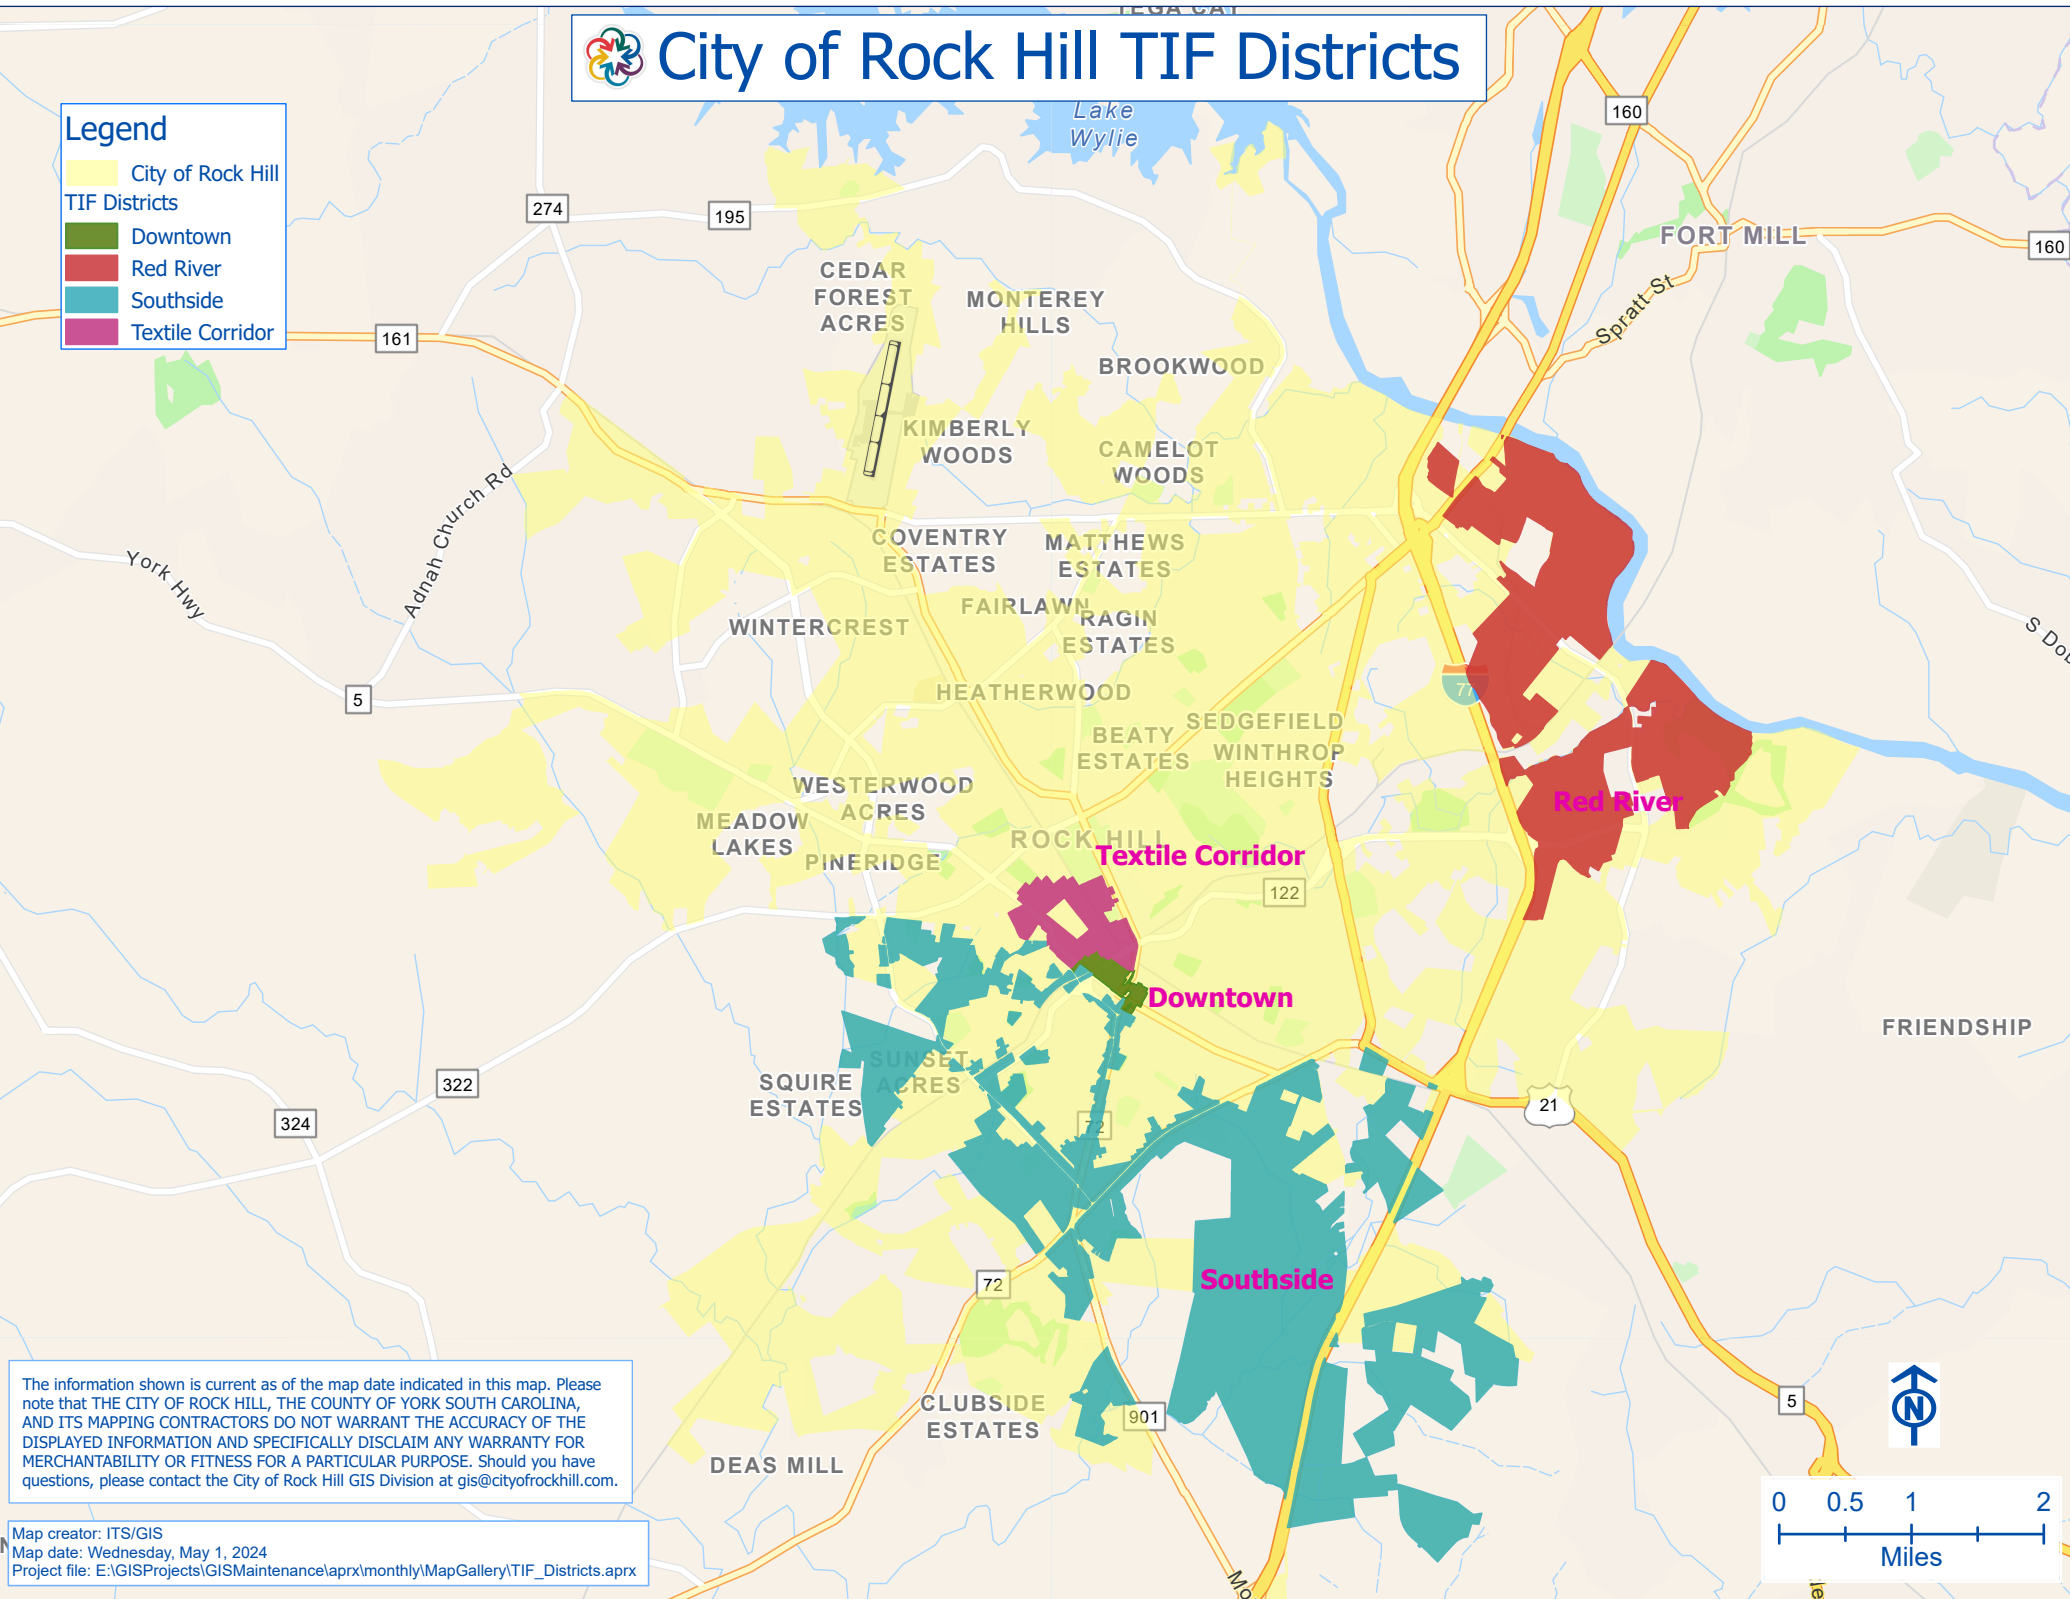 TEGA CAY
City of Rock Hill TIF Districts
Legend
City of Rock Hill
TIF Districts
Downtown
Red River
Southside
Textile Corridor
Lake
Wylie
160
274
195
FORT MILL
160
161
Spratt St
CEDAR
FOREST
ACRES
MONTEREY
HILLS
BROOKWOOD
KIMBERLY
WOODS
CAMELOT
WOODS
Adnah Church Rd
York Hwy
COVENTRY
ESTATES
MATTHEWS
ESTATES
FAIRLAWN
RAGIN
ESTATES
WINTERCREST
S Dob
5
HEATHERWOOD
77
SEDGEFIELD
BEATY
ESTATES
WINTHROP
HEIGHTS
WESTERWOOD
ACRES
MEADOW
LAKES
PINERIDGE
ROCK HILL
Red River
Textile Corridor
122
Downtown
FRIENDSHIP
SUNSET
ACRES
SQUIRE
ESTATES
322
324
72
21
72
Southside
CLUBSIDE
ESTATES
901
5
DEAS MILL
The information shown is current as of the map date indicated in this map. Please
note that THE CITY OF ROCK HILL, THE COUNTY OF YORK SOUTH CAROLINA,
AND ITS MAPPING CONTRACTORS DO NOT WARRANT THE ACCURACY OF THE
DISPLAYED INFORMATION AND SPECIFICALLY DISCLAIM ANY WARRANTY FOR
MERCHANTABILITY OR FITNESS FOR A PARTICULAR PURPOSE. Should you have
questions, please contact the City of Rock Hill GIS Division at gis@cityofrockhill.com.
N
0 0.5 1 2
Miles
Map creator: ITS/GIS
Map date: Wednesday, May 1, 2024
Project file: E:\GISProjects\GISMaintenance\aprx\monthly\MapGallery\TIF_Districts.aprx
Mo